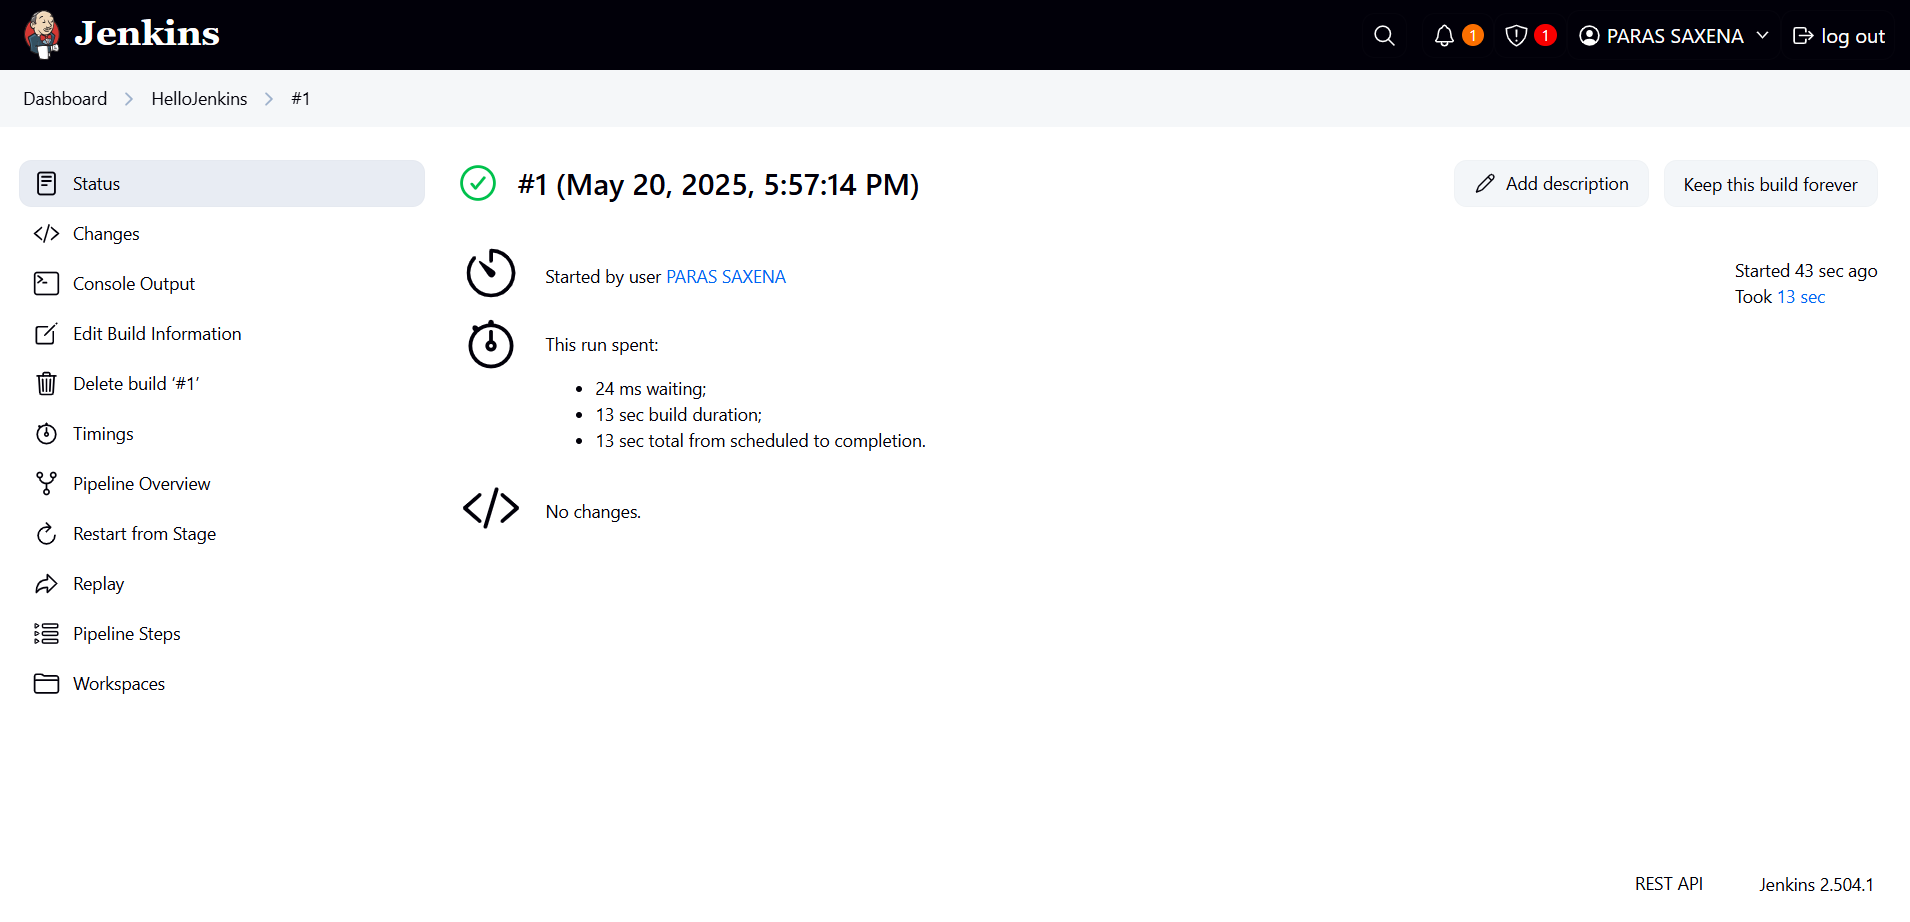 Jenkins
1
1
PARAS SAXENA
log out
Dashboard
HelloJenkins
#1
Status
Changes
Console Output
Edit Build Information
Delete build ‘#1’
Timings
Pipeline Overview
Restart from Stage
Replay
Pipeline Steps
Workspaces
#1 (May 20, 2025, 5:57:14 PM)
Add description
Keep this build forever
Started by user PARAS SAXENA
Started 43 sec ago
Took 13 sec
This run spent:
24 ms waiting;
13 sec build duration;
13 sec total from scheduled to completion.
No changes.
REST API
Jenkins 2.504.1